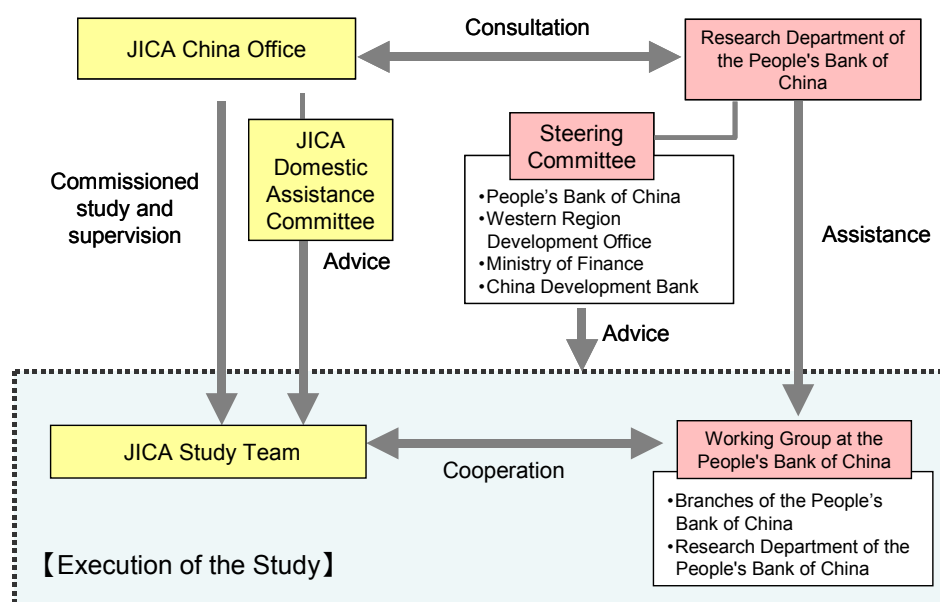 JICA China Office
Consultation
Research Department of
the People's Bank of
China
Commissioned
study and
supervision
JICA
Domestic
Assistance
Committee
Advice
Steering
Committee
•People’s Bank of China
•Western Region
Development Office
•Ministry of Finance
•China Development Bank
Assistance
Advice
JICA Study Team
Cooperation
Working Group at the
People's Bank of China
•Branches of the People’s
Bank of China
•Research Department of the
People's Bank of China
【Execution of the Study】